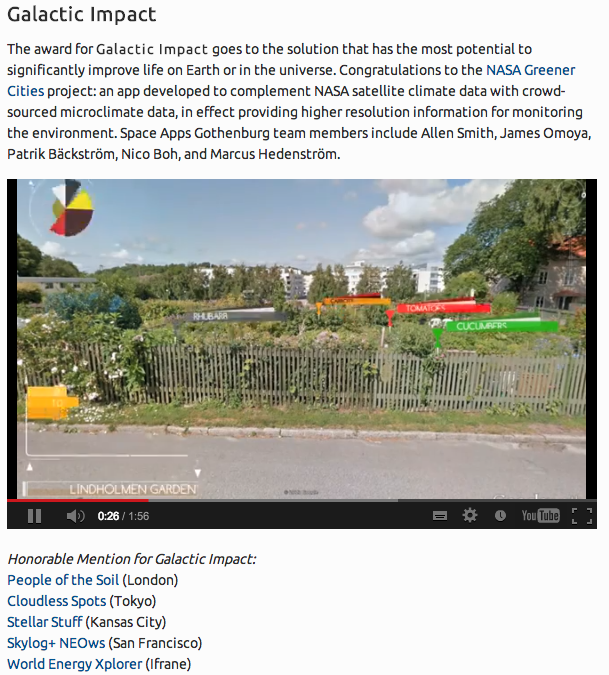 Galactic Impact
The award for Galactic Impact goes to the solution that has the most potential to
significantly improve life on Earth or in the universe. Congratulations to the NASA Greener
Cities project: an app developed to complement NASA satellite climate data with crowd-
sourced microclimate data, in effect providing higher resolution information for monitoring
the environment. Space Apps Gothenburg team members include Allen Smith, James Omoya,
Patrik Bäckström, Nico Boh, and Marcus Hedenström.
RHUBARB
CARROTS
TOMATOES
CUCUMBERS
LINDHOLMEN GARDEN
0:26 / 1:56
YouTube
Honorable Mention for Galactic Impact:
People of the Soil (London)
Cloudless Spots (Tokyo)
Stellar Stuff (Kansas City)
Skylog+ NEOws (San Francisco)
World Energy Xplorer (Ifrane)